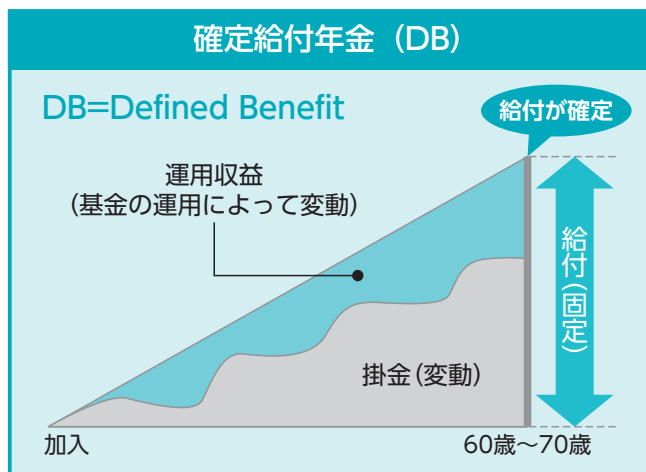 確定給付年金（DB）
DB=Defined Benefit
給付が確定
運用収益
（基金の運用によって変動）
給付（固定）
掛金（変動）
加入
60歳～70歳